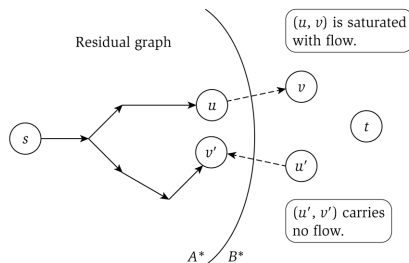 (u, v) is saturated
with flow.
Residual graph
u
v
s
v′
t
u′
(u′, v′) carries
no flow.
A* B*